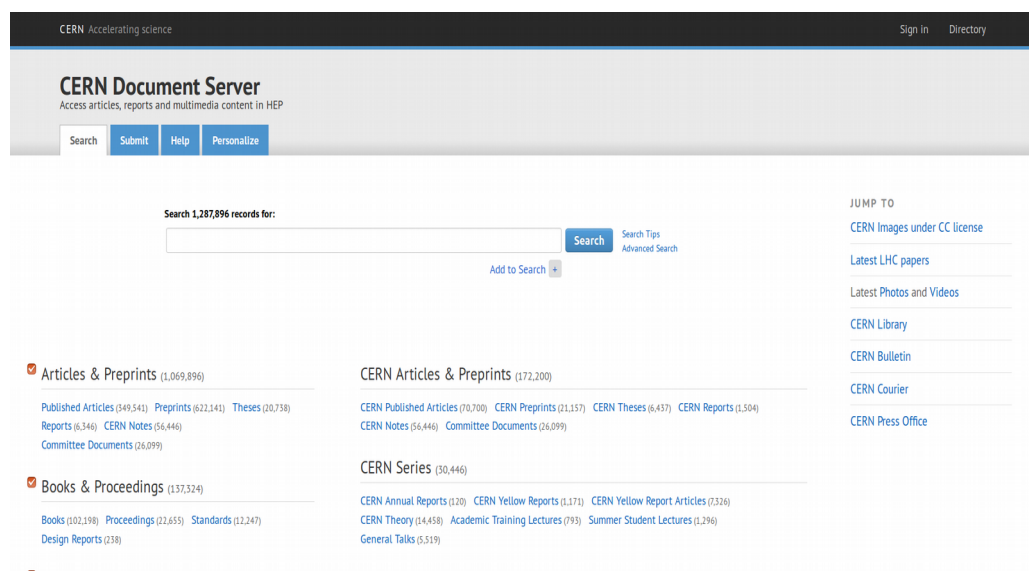 CERN Accelerating science
Sign in Directory
CERN Document Server
Access articles, reports and multimedia content in HEP
Search Submit Help Personalize
Search 1,287,896 records for:
Search
Search Tips
Advanced Search
Add to Search +
JUMP TO
CERN Images under CC license
Latest LHC papers
Latest Photos and Videos
CERN Library
CERN Bulletin
CERN Courier
CERN Press Office
Articles & Preprints (1,069,896)
Published Articles (349,541) Preprints (622,141) Theses (20,738)
Reports (6,346) CERN Notes (56,446)
Committee Documents (26,099)
Books & Proceedings (137,324)
Books (102,198) Proceedings (22,655) Standards (12,247)
Design Reports (238)
CERN Articles & Preprints (172,200)
CERN Published Articles (70,700) CERN Preprints (21,157) CERN Theses (6,437) CERN Reports (1,504)
CERN Notes (56,446) Committee Documents (26,099)
CERN Series (30,446)
CERN Annual Reports (120) CERN Yellow Reports (1,171) CERN Yellow Report Articles (7,326)
CERN Theory (14,458) Academic Training Lectures (793) Summer Student Lectures (1,296)
General Talks (5,519)